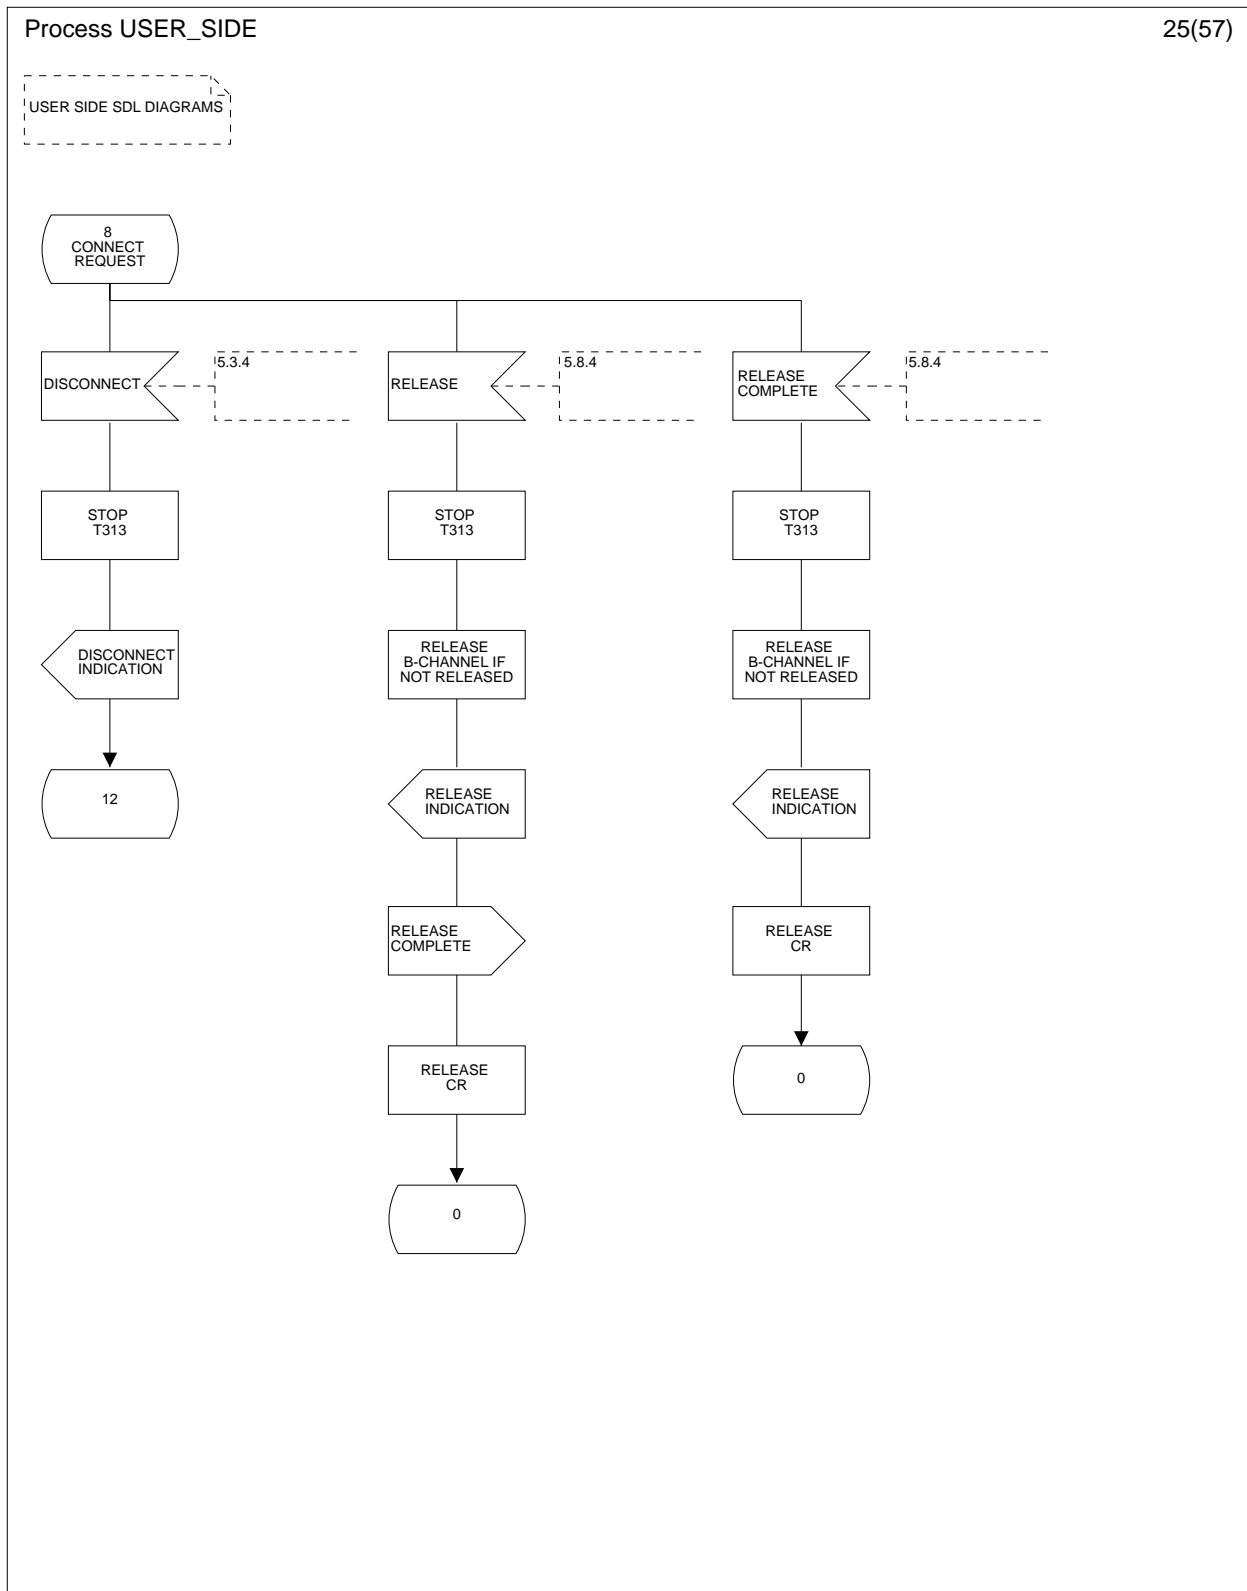 Process USER_SIDE
25(57)
USER SIDE SDL DIAGRAMS
8
CONNECT
REQUEST
DISCONNECT
5.3.4
RELEASE
5.8.4
RELEASE
COMPLETE
5.8.4
STOP
T313
STOP
T313
STOP
T313
DISCONNECT
INDICATION
RELEASE
B-CHANNEL IF
NOT RELEASED
RELEASE
B-CHANNEL IF
NOT RELEASED
12
RELEASE
INDICATION
RELEASE
INDICATION
RELEASE
COMPLETE
RELEASE
CR
RELEASE
CR
0
0